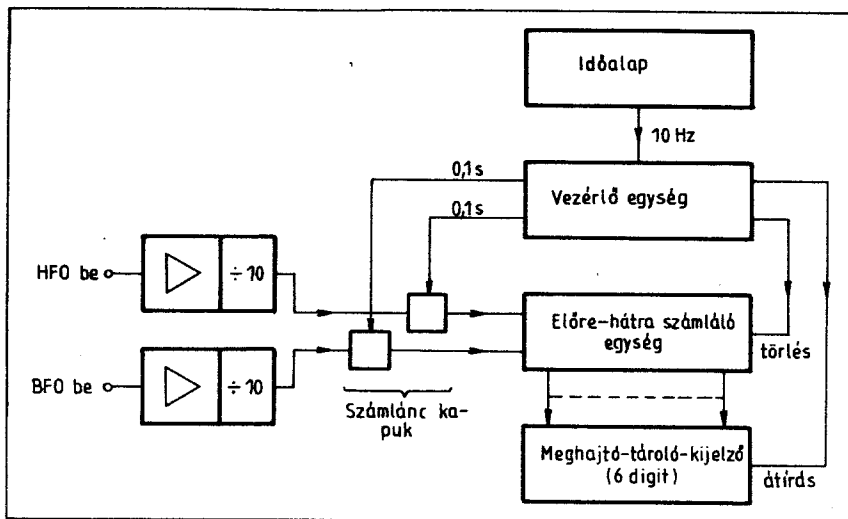 Időalap
10 Hz
0,1s
Vezérlő egység
0,1s
HFO be
÷ 10
Előre-hátra számláló
egység
törlés
BFO be
÷ 10
Számlánc ka-
puk
Meghajtó-tároló-kijelző
(6 digit)
átírds